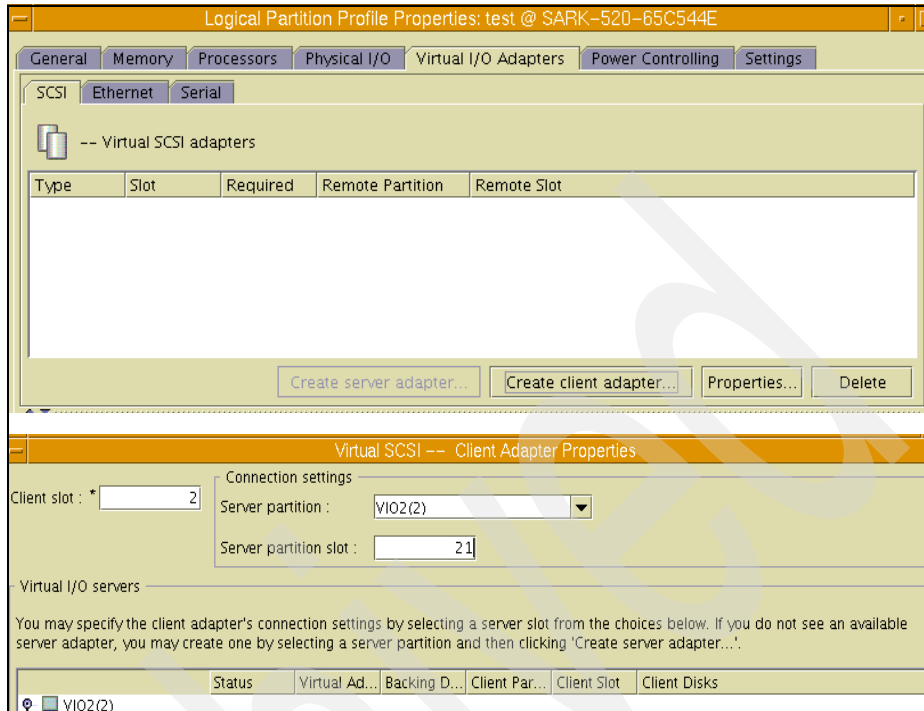 Logical Partition Profile Properties: test @ SARK-520-65C544E
General Memory Processors Physical I/O Virtual I/O Adapters Power Controlling Settings
SCSI Ethernet Serial
-- Virtual SCSI adapters
Type Slot Required Remote Partition Remote Slot
Create server adapter... Create client adapter... Properties... Delete
Virtual SCSI -- Client Adapter Properties
Connection settings
Client slot : * 2
Server partition : VIO2(2)
Server partition slot : 21
Virtual I/O servers
You may specify the client adapter's connection settings by selecting a server slot from the choices below. If you do not see an available
server adapter, you may create one by selecting a server partition and then clicking 'Create server adapter...'.
Status Virtual Ad... Backing D... Client Par... Client Slot Client Disks
VIO2(2)